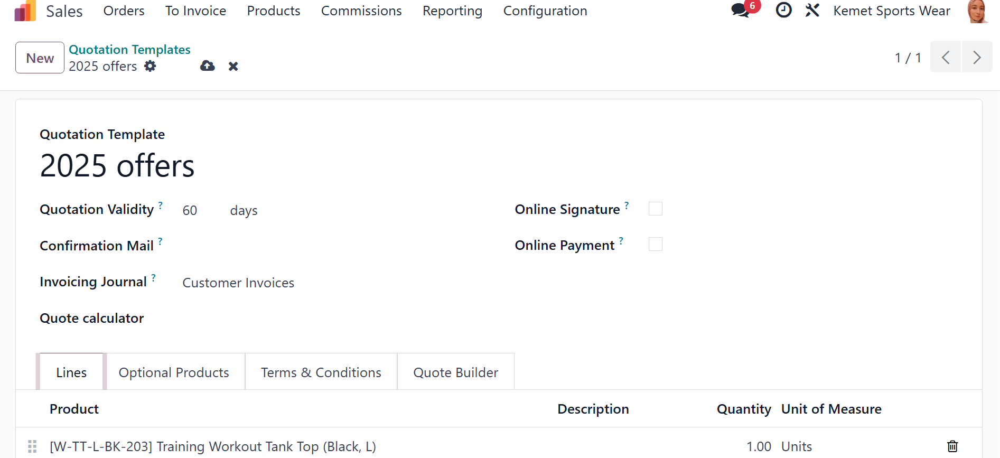 Sales Orders To Invoice Products Commissions Reporting Configuration 6 Kemet Sports Wear
New
Quotation Templates
2025 offers
1 / 1
Quotation Template
2025 offers
Quotation Validity ? 60 days
Online Signature ?
Confirmation Mail ?
Online Payment ?
Invoicing Journal ? Customer Invoices
Quote calculator
Lines Optional Products Terms & Conditions Quote Builder
Product Description Quantity Unit of Measure
[W-TT-L-BK-203] Training Workout Tank Top (Black, L) 1.00 Units